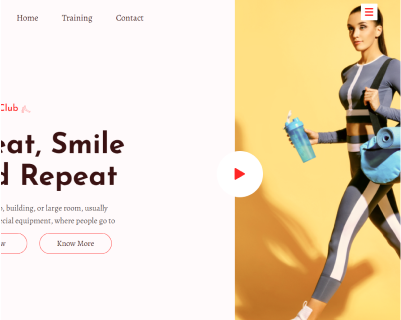 Home Training Contact
Club
eat, Smile
d Repeat
, building, or large room, usually
cial equipment, where people go to
w Know More